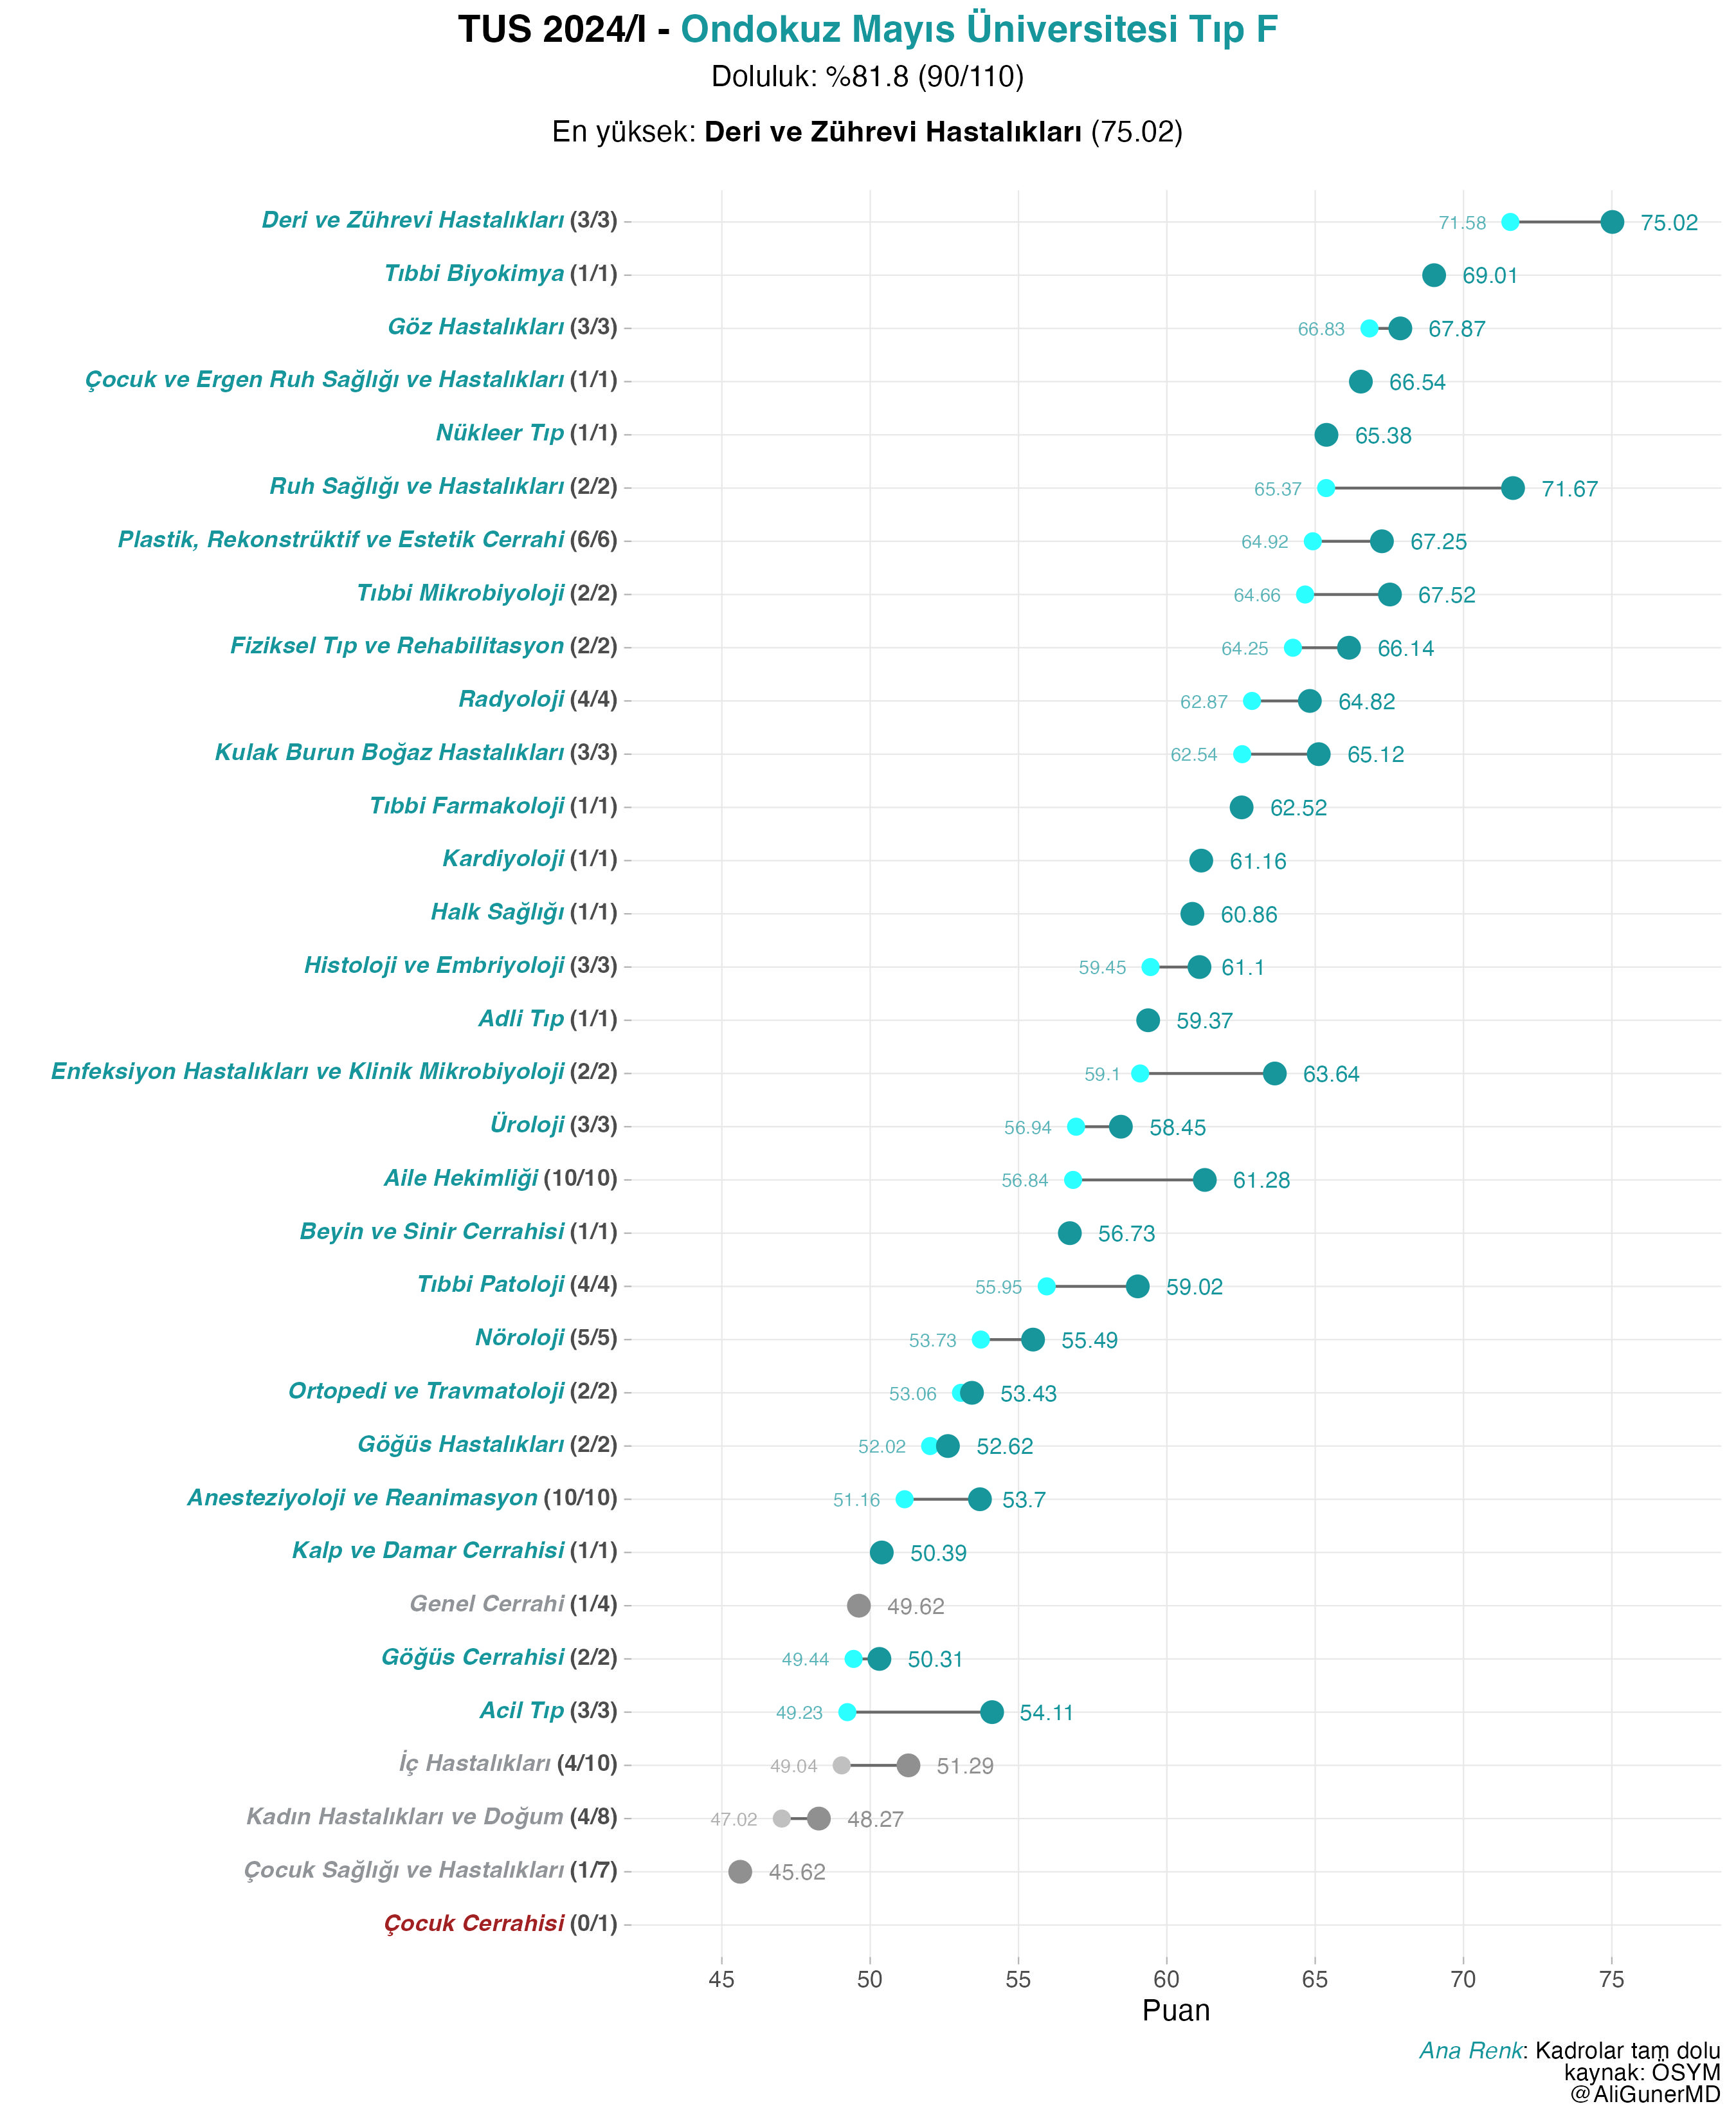 TUS 2024/I - Ondokuz Mayıs Üniversitesi Tıp F
Doluluk: %81.8 (90/110)
En yüksek: Deri ve Zührevi Hastalıkları (75.02)
Deri ve Zührevi Hastalıkları (3/3) 71.58 75.02
Tıbbi Biyokimya (1/1) 69.01
Göz Hastalıkları (3/3) 66.83 67.87
Çocuk ve Ergen Ruh Sağlığı ve Hastalıkları (1/1) 66.54
Nükleer Tıp (1/1) 65.38
Ruh Sağlığı ve Hastalıkları (2/2) 65.37 71.67
Plastik, Rekonstrüktif ve Estetik Cerrahi (6/6) 64.92 67.25
Tıbbi Mikrobiyoloji (2/2) 64.66 67.52
Fiziksel Tıp ve Rehabilitasyon (2/2) 64.25 66.14
Radyoloji (4/4) 62.87 64.82
Kulak Burun Boğaz Hastalıkları (3/3) 62.54 65.12
Tıbbi Farmakoloji (1/1) 62.52
Kardiyoloji (1/1) 61.16
Halk Sağlığı (1/1) 60.86
Histoloji ve Embriyoloji (3/3) 59.45 61.1
Adli Tıp (1/1) 59.37
Enfeksiyon Hastalıkları ve Klinik Mikrobiyoloji (2/2) 59.1 63.64
Üroloji (3/3) 56.94 58.45
Aile Hekimliği (10/10) 56.84 61.28
Beyin ve Sinir Cerrahisi (1/1) 56.73
Tıbbi Patoloji (4/4) 55.95 59.02
Nöroloji (5/5) 53.73 55.49
Ortopedi ve Travmatoloji (2/2) 53.06 53.43
Göğüs Hastalıkları (2/2) 52.02 52.62
Anesteziyoloji ve Reanimasyon (10/10) 51.16 53.7
Kalp ve Damar Cerrahisi (1/1) 50.39
Genel Cerrahi (1/4) 49.62
Göğüs Cerrahisi (2/2) 49.44 50.31
Acil Tıp (3/3) 49.23 54.11
İç Hastalıkları (4/10) 49.04 51.29
Kadın Hastalıkları ve Doğum (4/8) 47.02 48.27
Çocuk Sağlığı ve Hastalıkları (1/7) 45.62
Çocuk Cerrahisi (0/1)
45 50 55 60 65 70 75
Puan
Ana Renk: Kadrolar tam dolu
kaynak: ÖSYM
@AliGunerMD